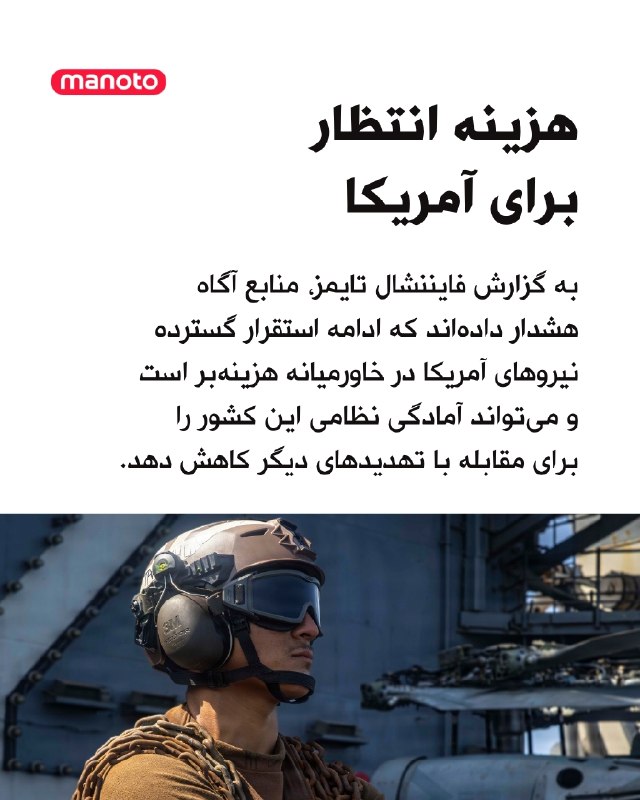 manoto
هزینه انتظار
برای آمریکا
به گزارش فایننشال تایمز، منابع آگاه
هشدار داده‌اند که ادامه استقرار گسترده
نیروهای آمریکا در خاورمیانه هزینه‌بر است
و می‌تواند آمادگی نظامی این کشور را
برای مقابله با تهدیدهای دیگر کاهش دهد.
3M